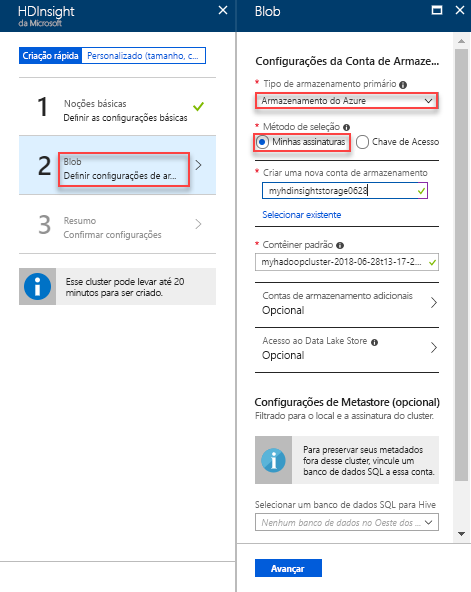 HDInsight
da Microsoft
Criação rápida
Personalizado (tamanho, c...
1
Noções básicas
Definir as configurações básicas
2
Blob
Definir configurações de ar...
3
Resumo
Confirmar configurações
Esse cluster pode levar até 20
minutos para ser criado.
Blob
Configurações da Conta de Armaze...
* Tipo de armazenamento primário
Armazenamento do Azure
* Método de seleção
Minhas assinaturas
Chave de Acesso
* Criar uma nova conta de armazenamento
myhdinsightstorage0628
Selecionar existente
* Contêiner padrão
myhadoopcluster-2018-06-28t13-17-2...
Contas de armazenamento adicionais
Opcional
Acesso ao Data Lake Store
Opcional
Configurações de Metastore (opcional)
Filtrado para o local e a assinatura do cluster.
Para preservar seus metadados
fora desse cluster, vincule um
banco de dados SQL a essa conta.
Selecionar um banco de dados SQL para Hive
Nenhum banco de dados no Oeste dos ...
Avançar